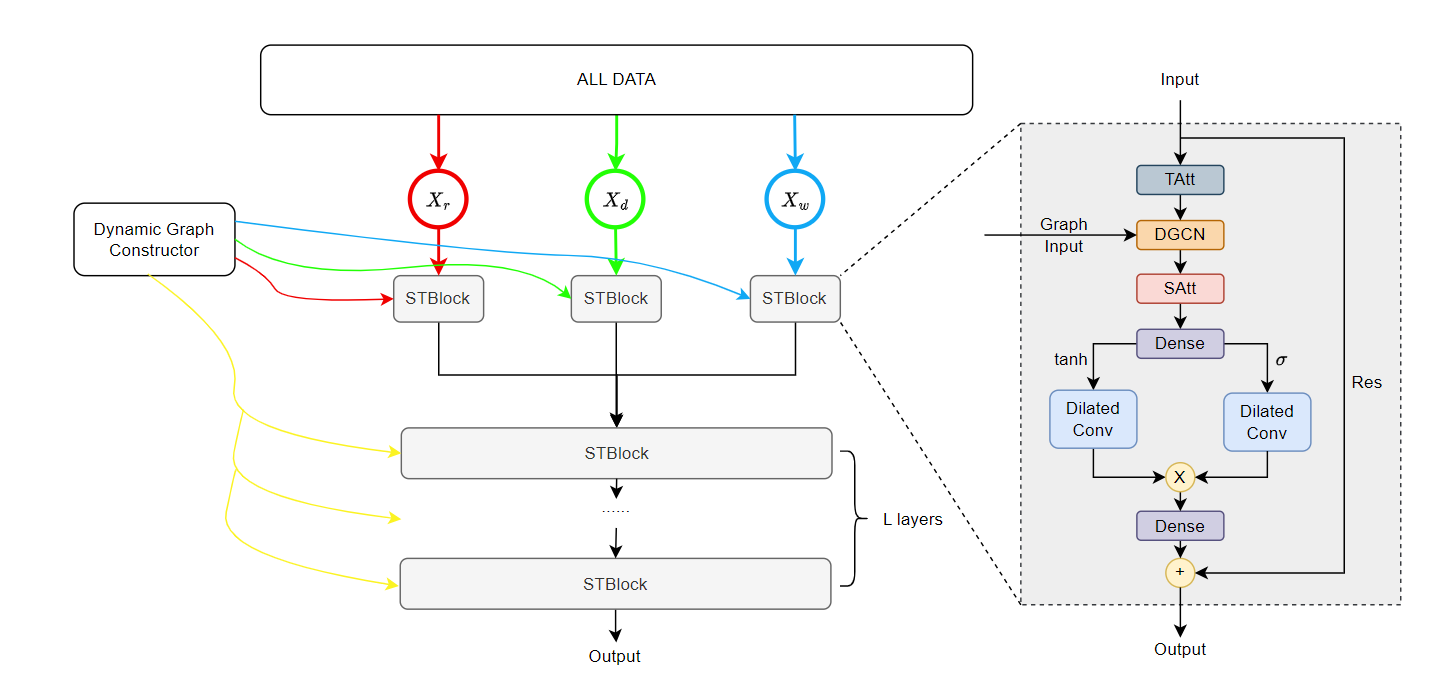 ALL DATA
X_r
X_d
X_w
Dynamic Graph
Constructor
STBlock
STBlock
STBlock
STBlock
......
STBlock
L layers
Output
Input
TAtt
Graph
Input
DGCN
SAtt
Dense
tanh
σ
Dilated
Conv
Dilated
Conv
Res
X
Dense
+
Output